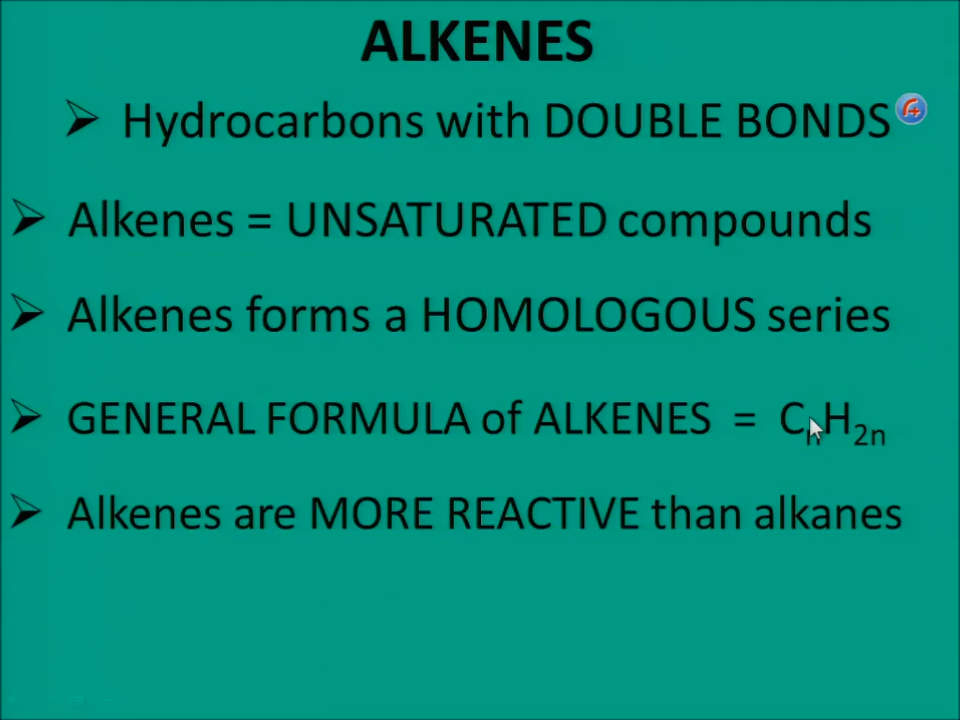 ALKENES
➢ Hydrocarbons with DOUBLE BONDS
➢ Alkenes = UNSATURATED compounds
➢ Alkenes forms a HOMOLOGOUS series
➢ GENERAL FORMULA of ALKENES = CₙH₂ₙ
➢ Alkenes are MORE REACTIVE than alkanes